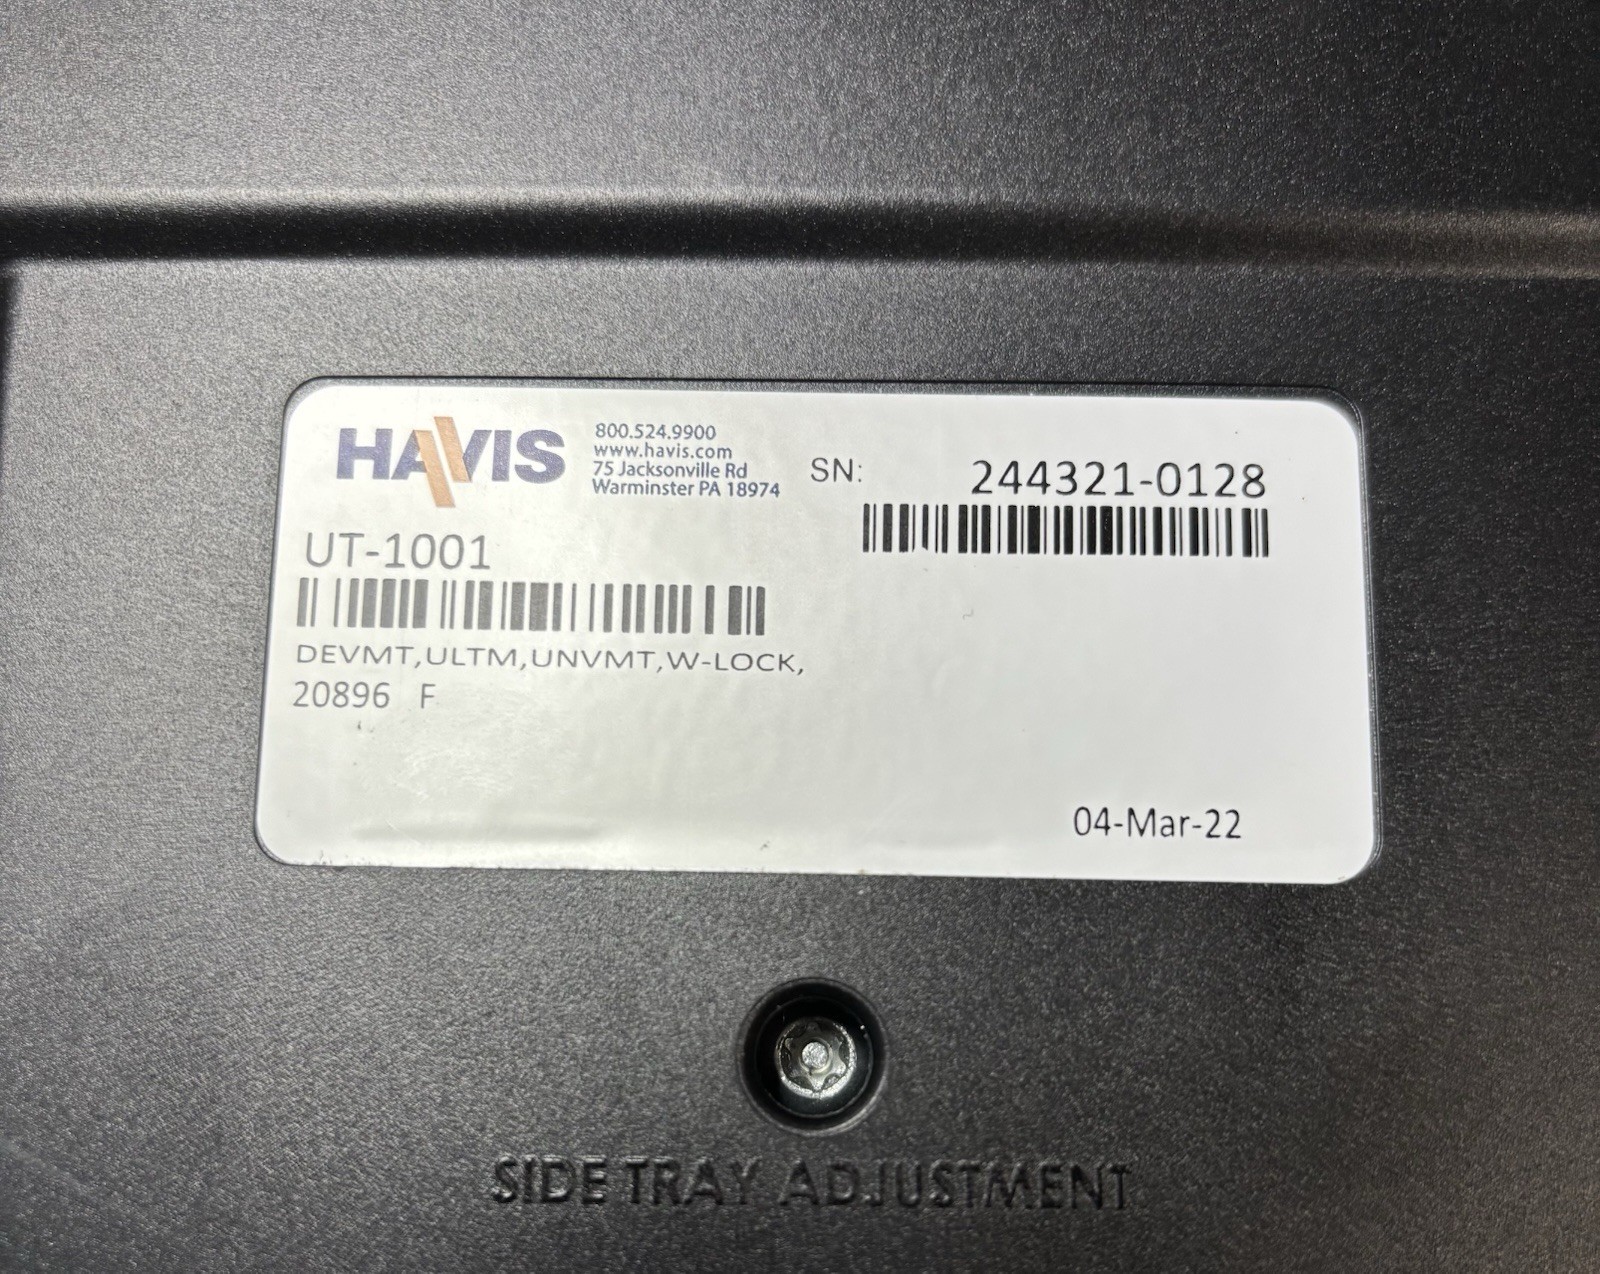 HAVIS
800.524.9900
www.havis.com
75 Jacksonville Rd
Warminster PA 18974
SN: 244321-0128
UT-1001
DEVMT,ULTM,UNVMT,W-LOCK,
20896 F
04-Mar-22
SIDE TRAY ADJUSTMENT